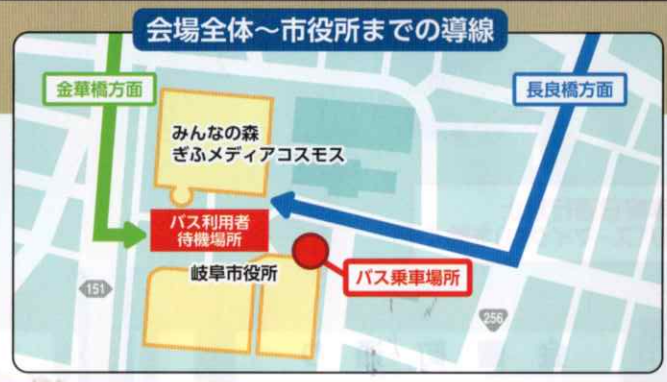 会場全体～市役所までの導線
金華橋方面
長良橋方面
みんなの森
ぎふメディアコスモス
バス利用者
待機場所
岐阜市役所
バス乗車場所
151
256